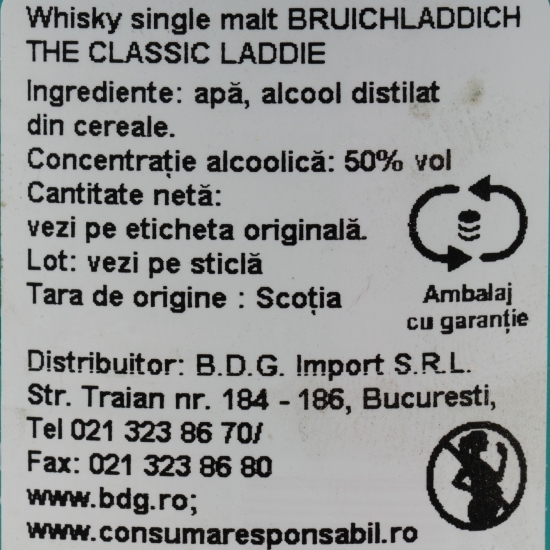 Whisky single malt BRUICHLADDICH
THE CLASSIC LADDIE
Ingrediente: apă, alcool distilat
din cereale.
Concentrație alcoolică: 50% vol
Cantitate netă:
vezi pe eticheta originală.
Lot: vezi pe sticlă
Tara de origine : Scoția
Ambalaj
cu garanție
Distribuitor: B.D.G. Import S.R.L.
Str. Traian nr. 184 - 186, Bucuresti,
Tel 021 323 86 70/
Fax: 021 323 86 80
www.bdg.ro;
www.consumaresponsabil.ro